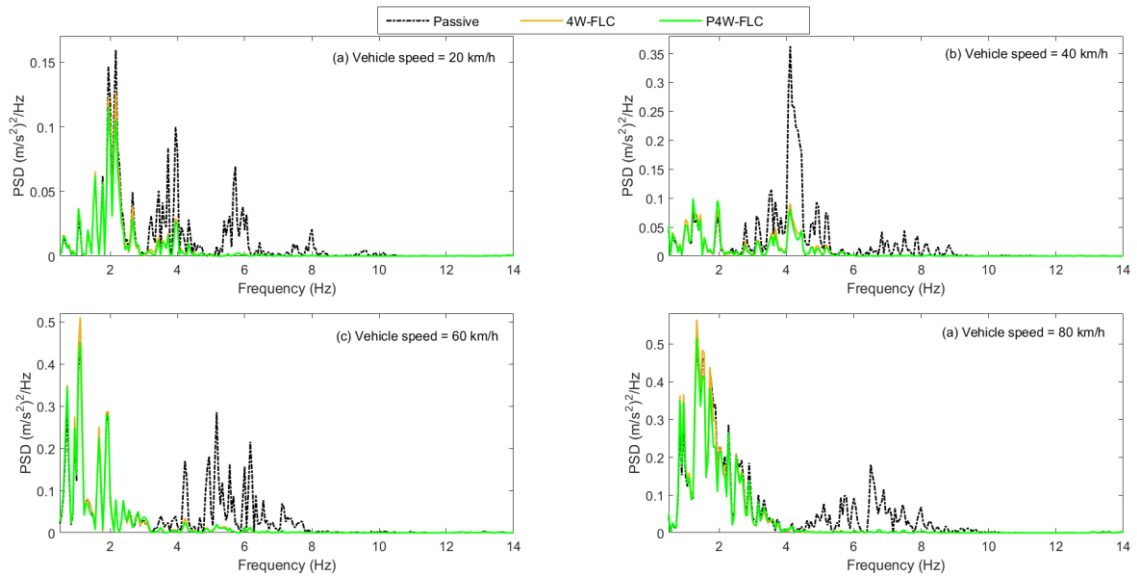 Passive 4W-FLC P4W-FLC
(a) Vehicle speed = 20 km/h
PSD (m/s²)²/Hz
0.15
0.1
0.05
0
2 4 6 8 10 12 14
Frequency (Hz)
(b) Vehicle speed = 40 km/h
PSD (m/s²)²/Hz
0.35
0.3
0.25
0.2
0.15
0.1
0.05
0
2 4 6 8 10 12 14
Frequency (Hz)
(c) Vehicle speed = 60 km/h
PSD (m/s²)²/Hz
0.5
0.4
0.3
0.2
0.1
0
2 4 6 8 10 12 14
Frequency (Hz)
(a) Vehicle speed = 80 km/h
PSD (m/s²)²/Hz
0.5
0.4
0.3
0.2
0.1
0
2 4 6 8 10 12 14
Frequency (Hz)